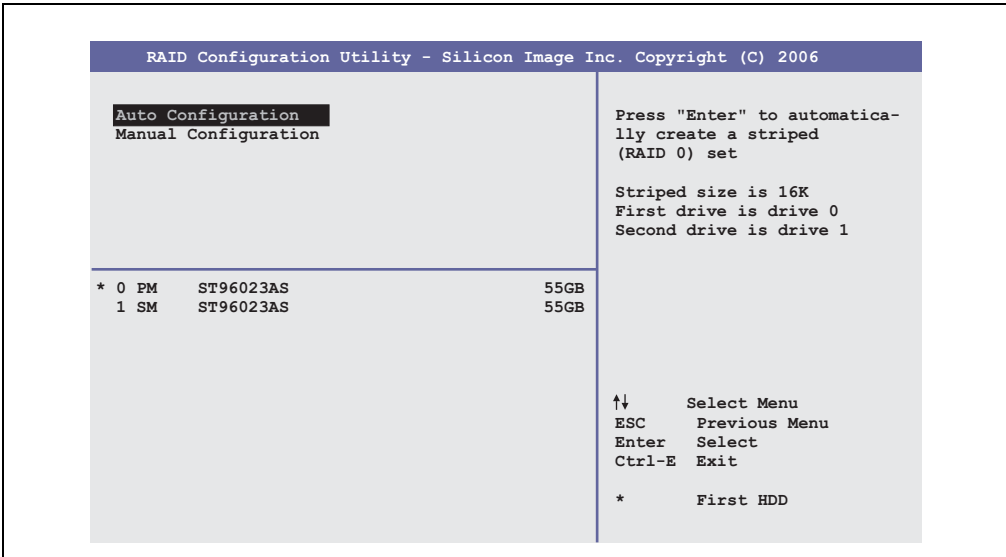 RAID Configuration Utility - Silicon Image Inc. Copyright (C) 2006
Auto Configuration
Manual Configuration
Press "Enter" to automatica-
lly create a striped
(RAID 0) set
Striped size is 16K
First drive is drive 0
Second drive is drive 1
* 0 PM ST96023AS 55GB
1 SM ST96023AS 55GB
↑↓ Select Menu
ESC Previous Menu
Enter Select
Ctrl-E Exit
* First HDD